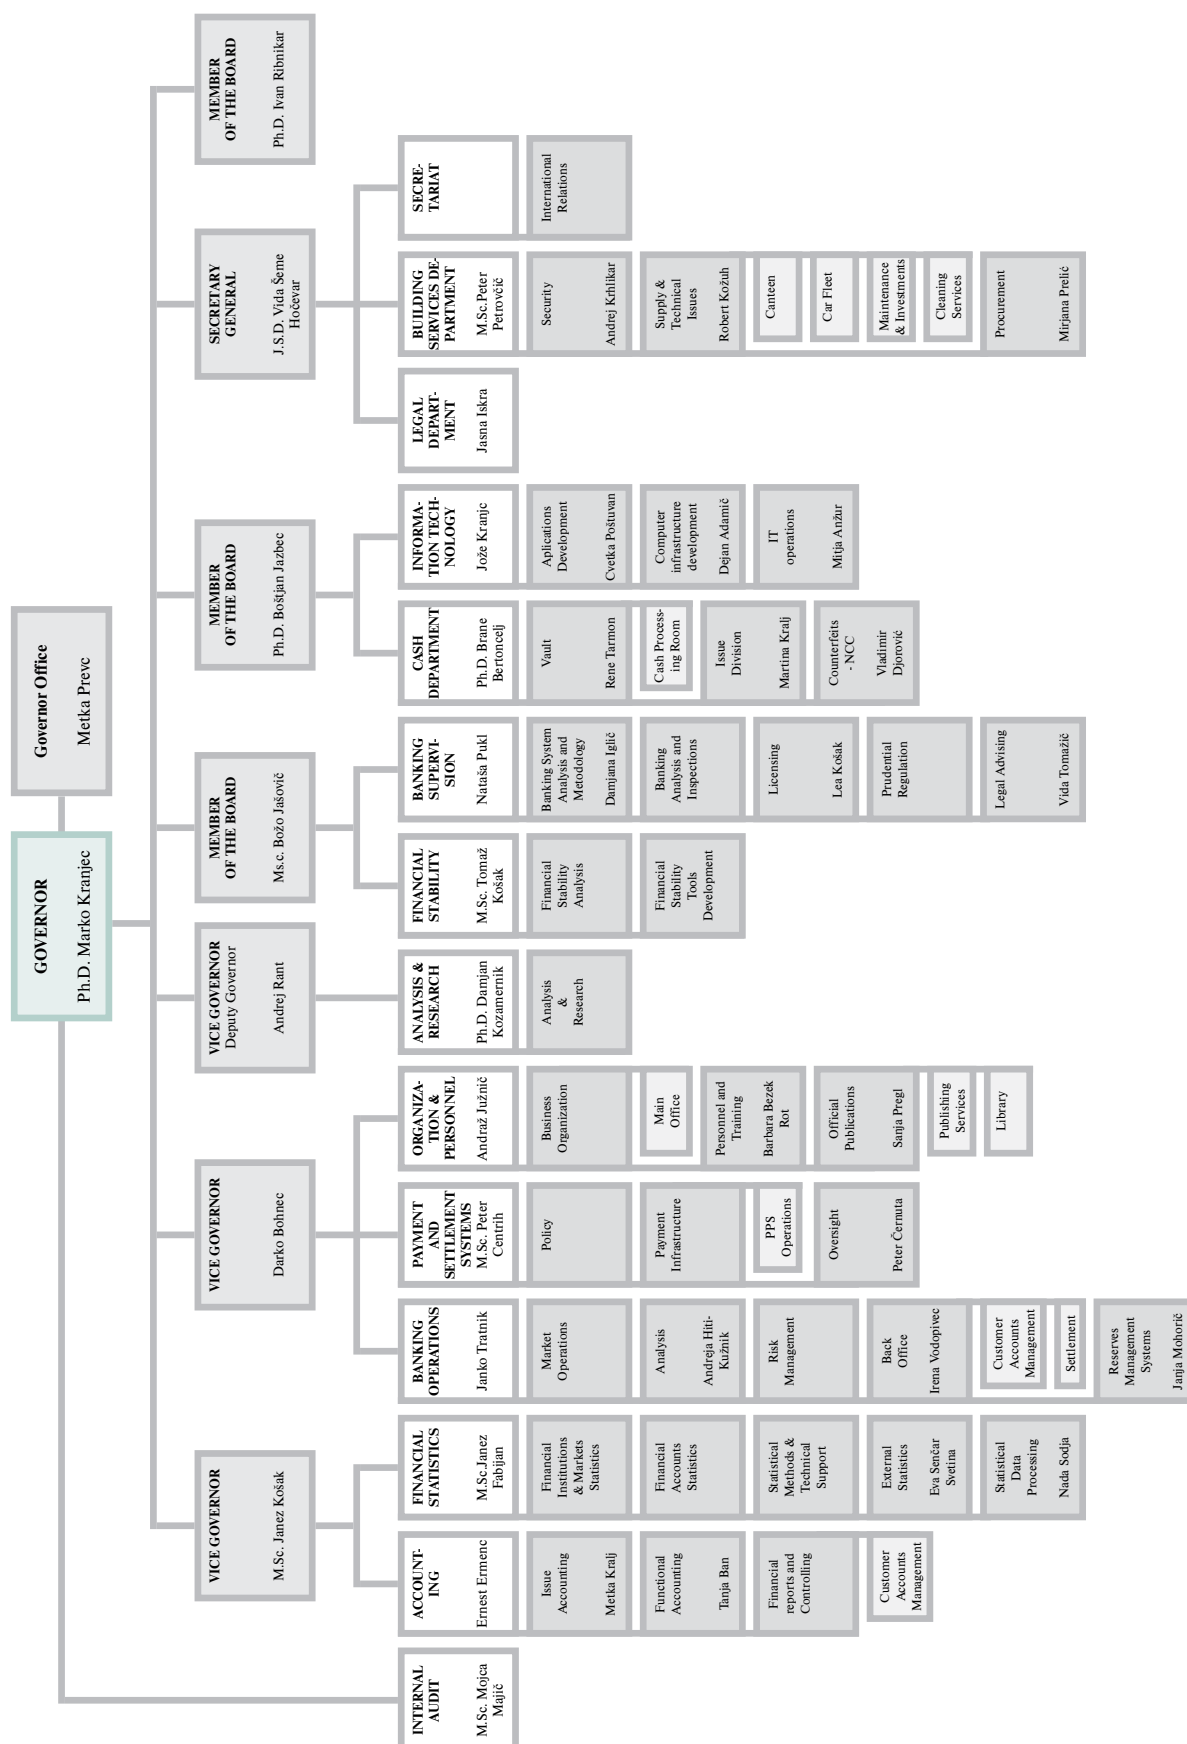 GOVERNOR
Ph.D. Marko Kranjec
Governor Office
Metka Prevc
VICE GOVERNOR
M.Sc. Janez Košak
VICE GOVERNOR
Darko Bohnec
VICE GOVERNOR
Deputy Governor
Andrej Rant
MEMBER
OF THE BOARD
Ms.c. Božo Jašovič
MEMBER
OF THE BOARD
Ph.D. Boštjan Jazbec
SECRETARY
GENERAL
J.S.D. Vida Šeme
Hočevar
MEMBER
OF THE BOARD
Ph.D. Ivan Ribnikar
INTERNAL
AUDIT
M.Sc. Mojca
Majič
ACCOUNT-
ING
Ernest Ermenc
Issue
Accounting
Metka Kralj
Functional
Accounting
Tanja Ban
Financial
reports and
Controlling
Customer
Accounts
Management
FINANCIAL
STATISTICS
M.Sc.Janez
Fabijan
Financial
Institutions
& Markets
Statistics
Financial
Accounts
Statistics
Statistical
Methods &
Technical
Support
External
Statistics
Eva Senčar
Svetina
Statistical
Data
Processing
Nada Sodja
BANKING
OPERATIONS
Janko Tratnik
Market
Operations
Analysis
Andreja Hiti-
Kužnik
Risk
Management
Back
Office
Irena Vodopivec
Customer
Accounts
Management
Settlement
Reserves
Management
Systems
Janja Mohorič
PAYMENT
AND
SETTLEMENT
SYSTEMS
M.Sc. Peter
Centrih
Policy
Payment
Infrastructure
PPS
Operations
Oversight
Peter Černuta
ORGANIZA-
TION &
PERSONNEL
Andraž Južnič
Business
Organization
Main
Office
Personnel and
Training
Barbara Bezek
Rot
Official
Publications
Sanja Pregl
Publishing
Services
Library
ANALYSIS &
RESEARCH
Ph.D. Damjan
Kozamernik
Analysis
&
Research
FINANCIAL
STABILITY
M.Sc. Tomaž
Košak
Financial
Stability
Analysis
Financial
Stability
Tools
Development
BANKING
SUPERVI-
SION
Nataša Pukl
Banking System
Analysis and
Metodology
Damjana Iglič
Banking
Analysis and
Inspections
Licensing
Lea Košak
Prudential
Regulation
Legal Advising
Vida Tomažič
CASH
DEPARTMENT
Ph.D. Brane
Bertoncelj
Vault
Rene Tarmon
Cash Process-
ing Room
Issue
Division
Martina Kralj
Counterfeits
- NCC
Vladimir
Djorović
INFORMA-
TION TECH-
NOLOGY
Jože Kranjc
Aplications
Development
Cvetka Poštuvan
Computer
infrastructure
development
Dejan Adamič
IT
operations
Mitja Anžur
LEGAL
DEPART-
MENT
Jasna Iskra
BUILDING
SERVICES DE-
PARTMENT
M.Sc.Peter
Petrovčič
Security
Andrej Krhlikar
Supply &
Technical
Issues
Robert Kožuh
Canteen
Car Fleet
Maintenance
& Investments
Cleaning
Services
Procurement
Mirjana Prelić
SECRE-
TARIAT
International
Relations